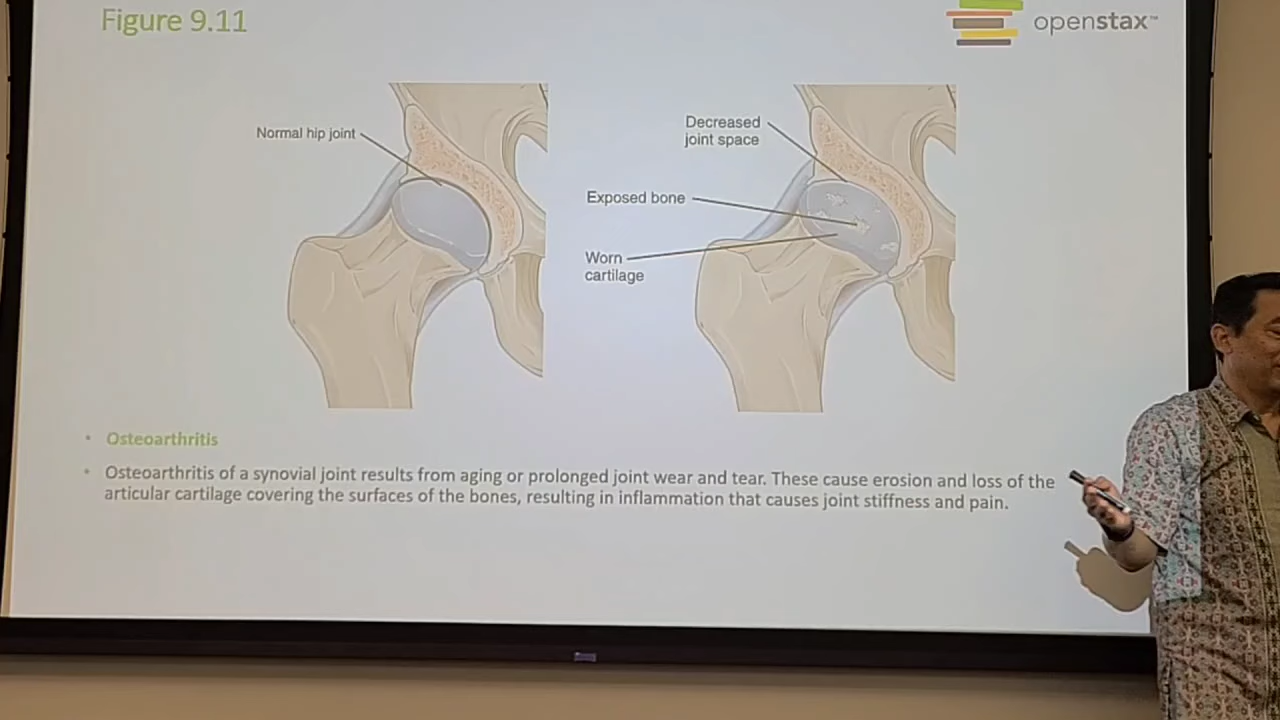 Figure 9.11
openstax™
Normal hip joint
Decreased
joint space
Exposed bone
Worn
cartilage
• Osteoarthritis
• Osteoarthritis of a synovial joint results from aging or prolonged joint wear and tear. These cause erosion and loss of the
articular cartilage covering the surfaces of the bones, resulting in inflammation that causes joint stiffness and pain.